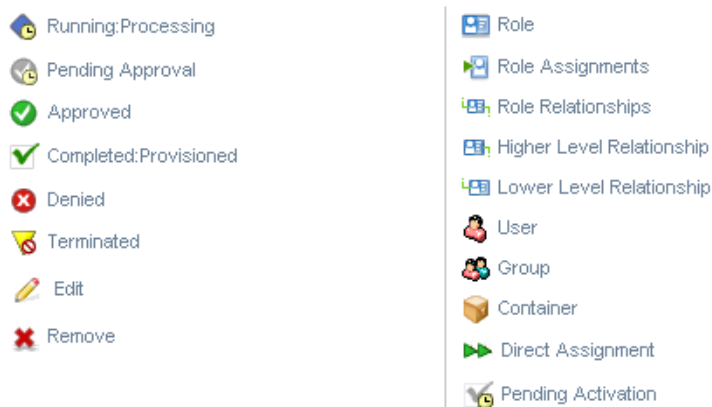 Running:Processing
Pending Approval
Approved
Completed:Provisioned
Denied
Terminated
Edit
Remove
Role
Role Assignments
Role Relationships
Higher Level Relationship
Lower Level Relationship
User
Group
Container
Direct Assignment
Pending Activation